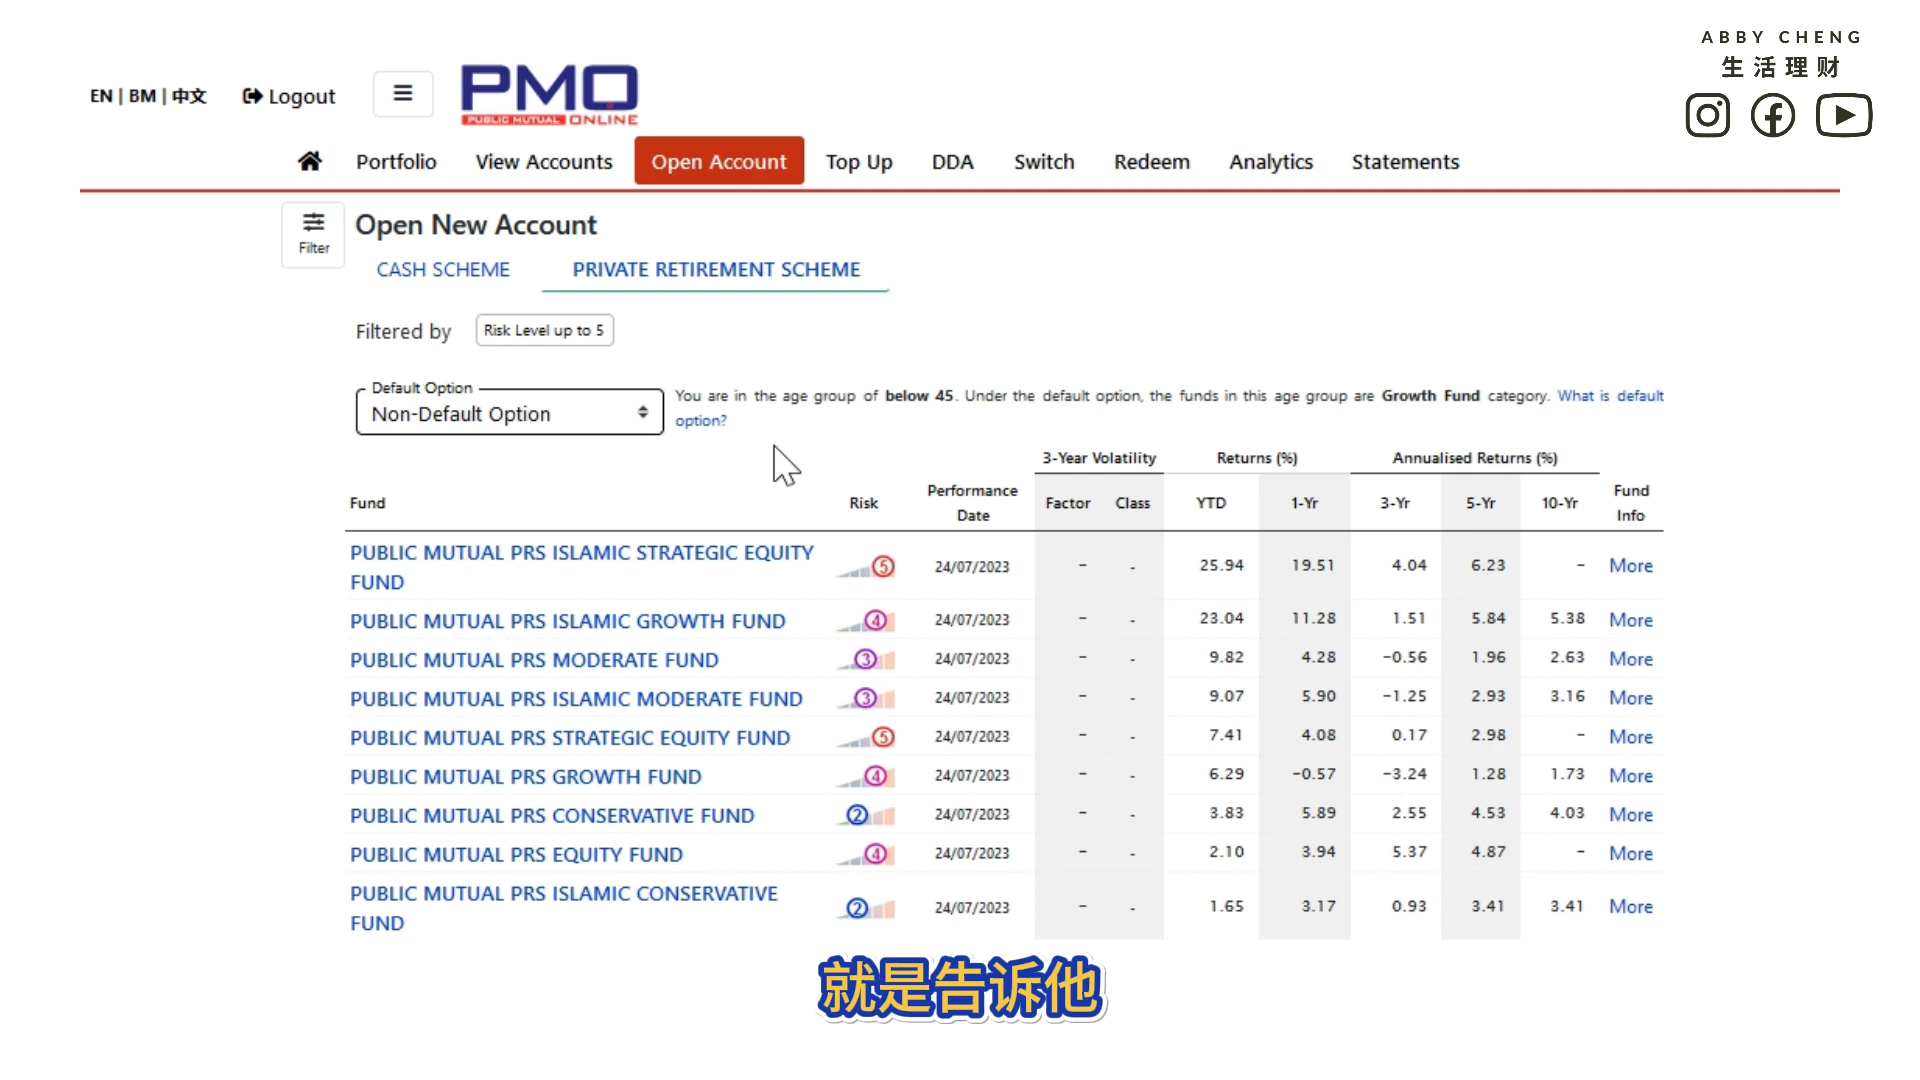 ABBY CHENG
生活理财
EN | BM | 中文 Logout
PMO
PUBLIC MUTUAL ONLINE
Portfolio View Accounts Open Account Top Up DDA Switch Redeem Analytics Statements
Filter
Open New Account
CASH SCHEME PRIVATE RETIREMENT SCHEME
Filtered by Risk Level up to 5
Default Option
Non-Default Option
You are in the age group of below 45. Under the default option, the funds in this age group are Growth Fund category. What is default
option?
3-Year Volatility Returns (%) Annualised Returns (%)
Fund Risk Performance Date Factor Class YTD 1-Yr 3-Yr 5-Yr 10-Yr Fund Info
PUBLIC MUTUAL PRS ISLAMIC STRATEGIC EQUITY
FUND 5 24/07/2023 - - 25.94 19.51 4.04 6.23 - More
PUBLIC MUTUAL PRS ISLAMIC GROWTH FUND 4 24/07/2023 - - 23.04 11.28 1.51 5.84 5.38 More
PUBLIC MUTUAL PRS MODERATE FUND 3 24/07/2023 - - 9.82 4.28 -0.56 1.96 2.63 More
PUBLIC MUTUAL PRS ISLAMIC MODERATE FUND 3 24/07/2023 - - 9.07 5.90 -1.25 2.93 3.16 More
PUBLIC MUTUAL PRS STRATEGIC EQUITY FUND 5 24/07/2023 - - 7.41 4.08 0.17 2.98 - More
PUBLIC MUTUAL PRS GROWTH FUND 4 24/07/2023 - - 6.29 -0.57 -3.24 1.28 1.73 More
PUBLIC MUTUAL PRS CONSERVATIVE FUND 2 24/07/2023 - - 3.83 5.89 2.55 4.53 4.03 More
PUBLIC MUTUAL PRS EQUITY FUND 4 24/07/2023 - - 2.10 3.94 5.37 4.87 - More
PUBLIC MUTUAL PRS ISLAMIC CONSERVATIVE
FUND 2 24/07/2023 - - 1.65 3.17 0.93 3.41 3.41 More
就是告诉他